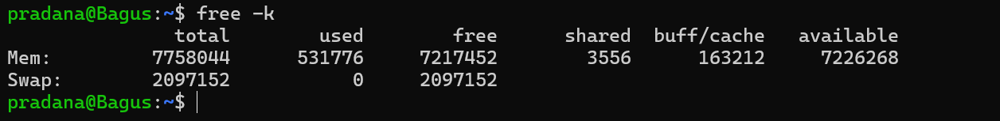 pradana@Bagus:~$ free -k
total used free shared buff/cache available
Mem: 7758044 531776 7217452 3556 163212 7226268
Swap: 2097152 0 2097152
pradana@Bagus:~$